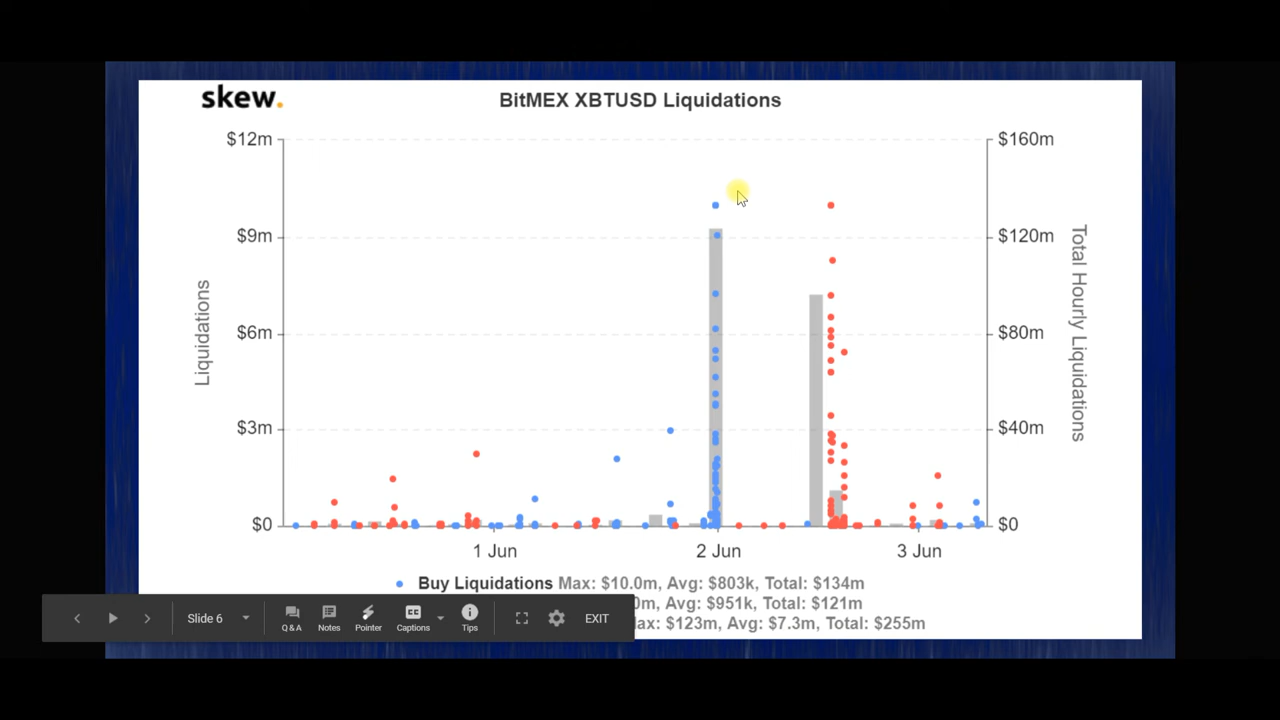 skew.
BitMEX XBTUSD Liquidations
$12m
$160m
$9m
$120m
Liquidations
Total Hourly Liquidations
$6m
$80m
$3m
$40m
$0
$0
1 Jun
2 Jun
3 Jun
Buy Liquidations Max: $10.0m, Avg: $803k, Total: $134m
0m, Avg: $951k, Total: $121m
ax: $123m, Avg: $7.3m, Total: $255m
Slide 6
Q & A
Notes
Pointer
CC
Captions
Tips
EXIT